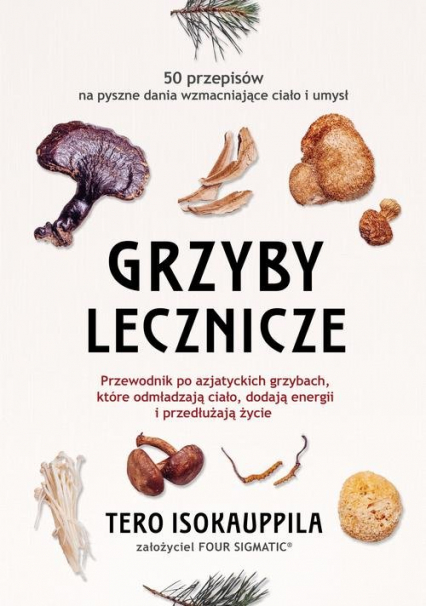 50 przepisów
na pyszne dania wzmacniające ciało i umysł
GRZYBY
LECZNICZE
Przewodnik po azjatyckich grzybach,
które odmładzają ciało, dodają energii
i przedłużają życie
TERO ISOKAUPPILA
założyciel FOUR SIGMATIC®